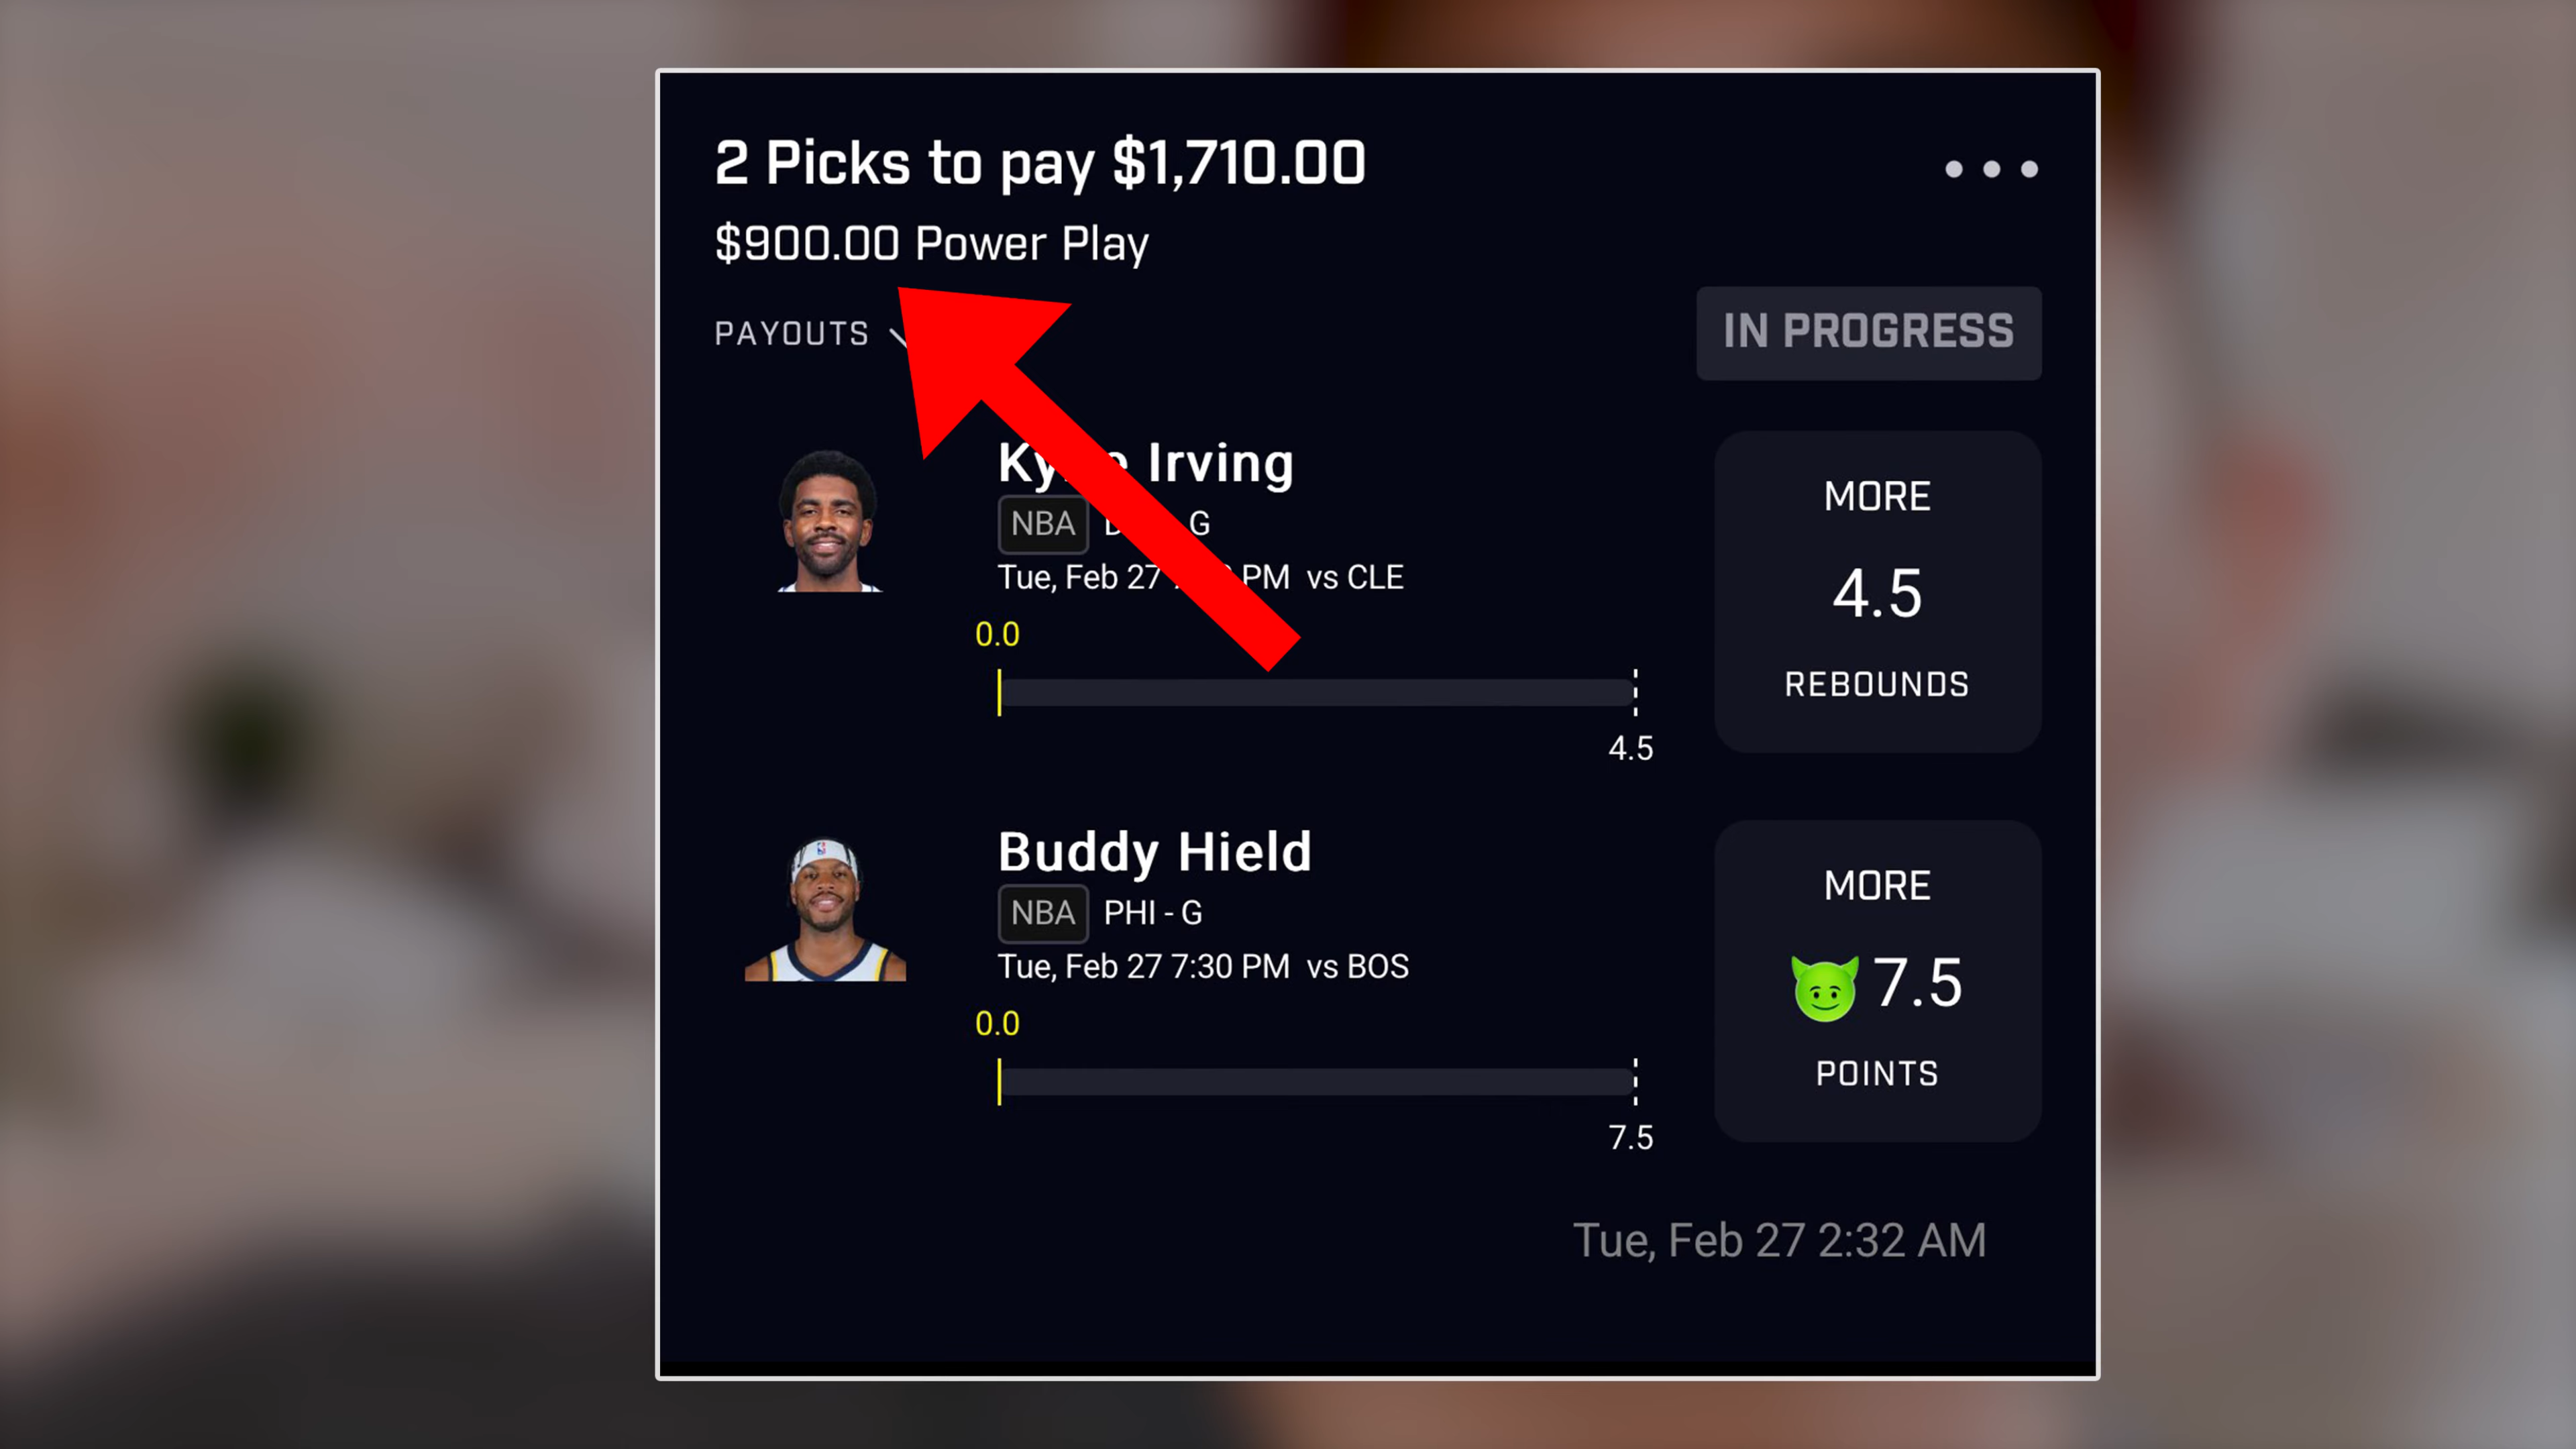 2 Picks to pay $1,710.00
$900.00 Power Play
PAYOUTS
IN PROGRESS
Irving
NBA G
Tue, Feb 27 PM vs CLE
MORE
4.5
REBOUNDS
0.0
4.5
Buddy Hield
NBA PHI - G
Tue, Feb 27 7:30 PM vs BOS
MORE
7.5
POINTS
0.0
7.5
Tue, Feb 27 2:32 AM